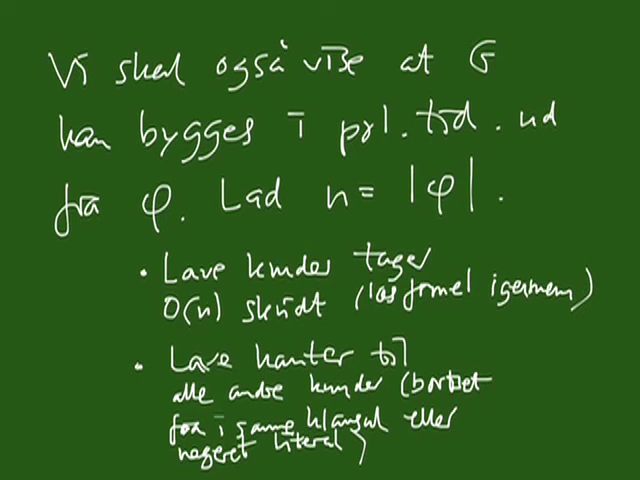 Vi skal også vise at G
kan bygges i pol. tid. ud
fra φ. Lad n = |φ|.
• Lave knuder tager
O(n) skridt (læs formel igennem)
• Lave kanter til
alle andre knuder (bortset
fra i samme klausul eller
negeret literal)